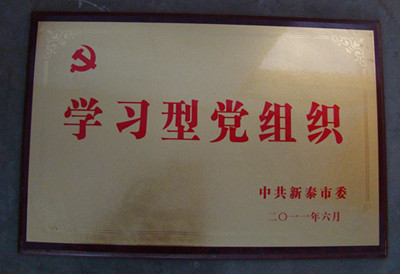 学习型党组织
中共新泰市委
二〇一一年六月